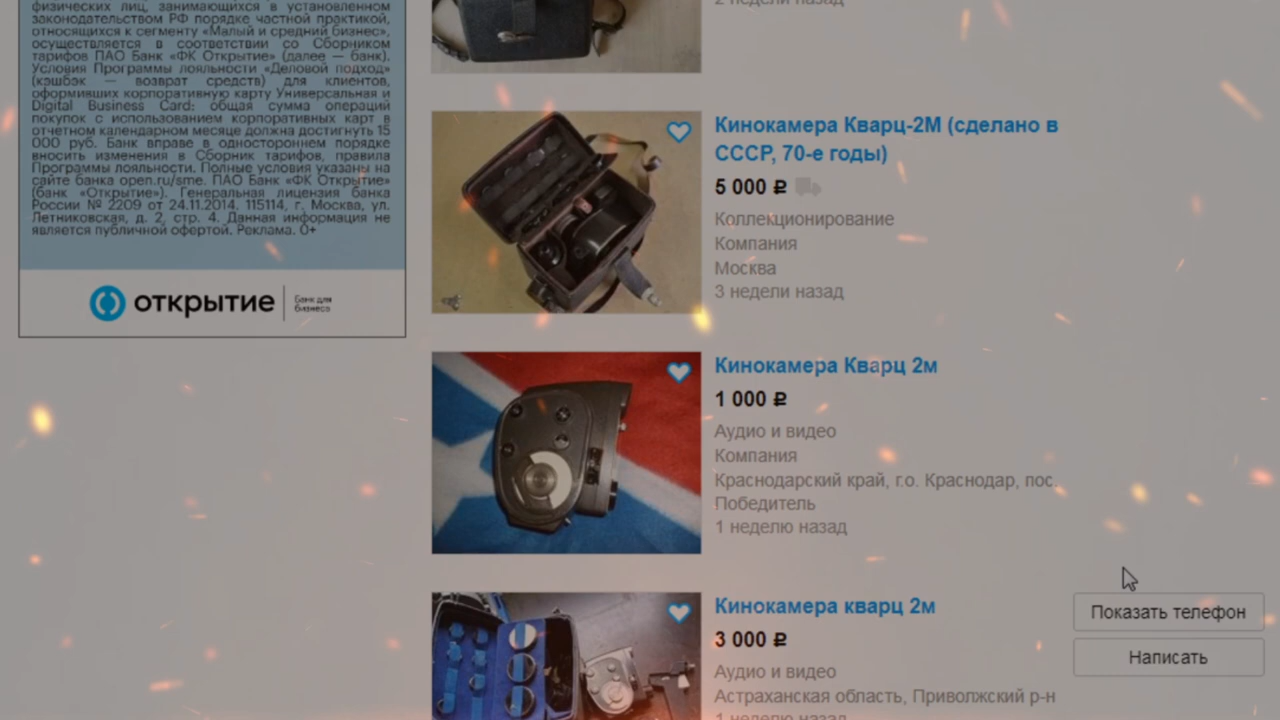 физических лиц, занимающихся в установленном
законодательством РФ порядке частной практикой,
относящихся к сегменту «Малый и средний бизнес»,
осуществляется в соответствии со Сборником
тарифов ПАО Банк «ФК Открытие» (далее — банк).
Условия Программы лояльности «Деловой подход»
(кэшбэк — возврат средств) для клиентов,
оформивших корпоративную карту Универсальная и
Digital Business Card: общая сумма операций
покупок с использованием корпоративных карт в
отчетном календарном месяце должна достигнуть 15
000 руб. Банк вправе в одностороннем порядке
вносить изменения в Сборник тарифов, правила
Программы лояльности. Полные условия указаны на
сайте банка open.ru/sme. ПАО Банк «ФК Открытие»
(банк «Открытие»). Генеральная лицензия банка
России № 2209 от 24.11.2014. 115114, г. Москва, ул.
Летниковская, д. 2, стр. 4. Данная информация не
является публичной офертой. Реклама. 0+
открытие
Банк для
бизнеса
2 недели назад
Кинокамера Кварц-2М (сделано в
СССР, 70-е годы)
5 000 ₽
Коллекционирование
Компания
Москва
3 недели назад
Кинокамера Кварц 2м
1 000 ₽
Аудио и видео
Компания
Краснодарский край, г.о. Краснодар, пос.
Победитель
1 неделю назад
Кинокамера кварц 2м
3 000 ₽
Аудио и видео
Астраханская область, Приволжский р-н
1 неделю назад
Показать телефон
Написать